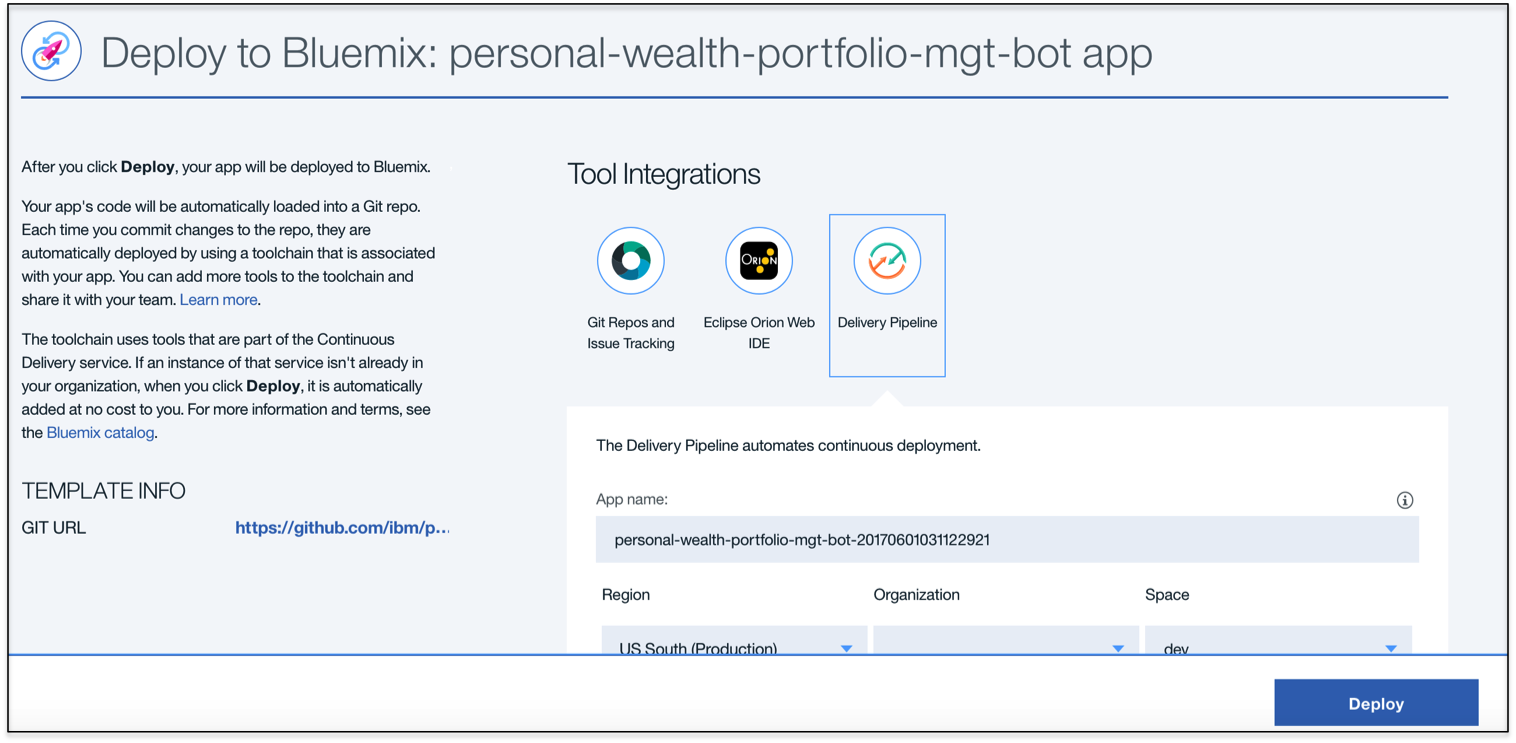 Deploy to Bluemix: personal-wealth-portfolio-mgt-bot app
After you click Deploy, your app will be deployed to Bluemix.
Your app's code will be automatically loaded into a Git repo.
Each time you commit changes to the repo, they are
automatically deployed by using a toolchain that is associated
with your app. You can add more tools to the toolchain and
share it with your team. Learn more.
The toolchain uses tools that are part of the Continuous
Delivery service. If an instance of that service isn't already in
your organization, when you click Deploy, it is automatically
added at no cost to you. For more information and terms, see
the Bluemix catalog.
TEMPLATE INFO
GIT URL https://github.com/ibm/p...
Tool Integrations
ORION
Git Repos and
Issue Tracking
Eclipse Orion Web
IDE
Delivery Pipeline
The Delivery Pipeline automates continuous deployment.
App name:
personal-wealth-portfolio-mgt-bot-20170601031122921
Region Organization Space
US South (Production) dev
Deploy